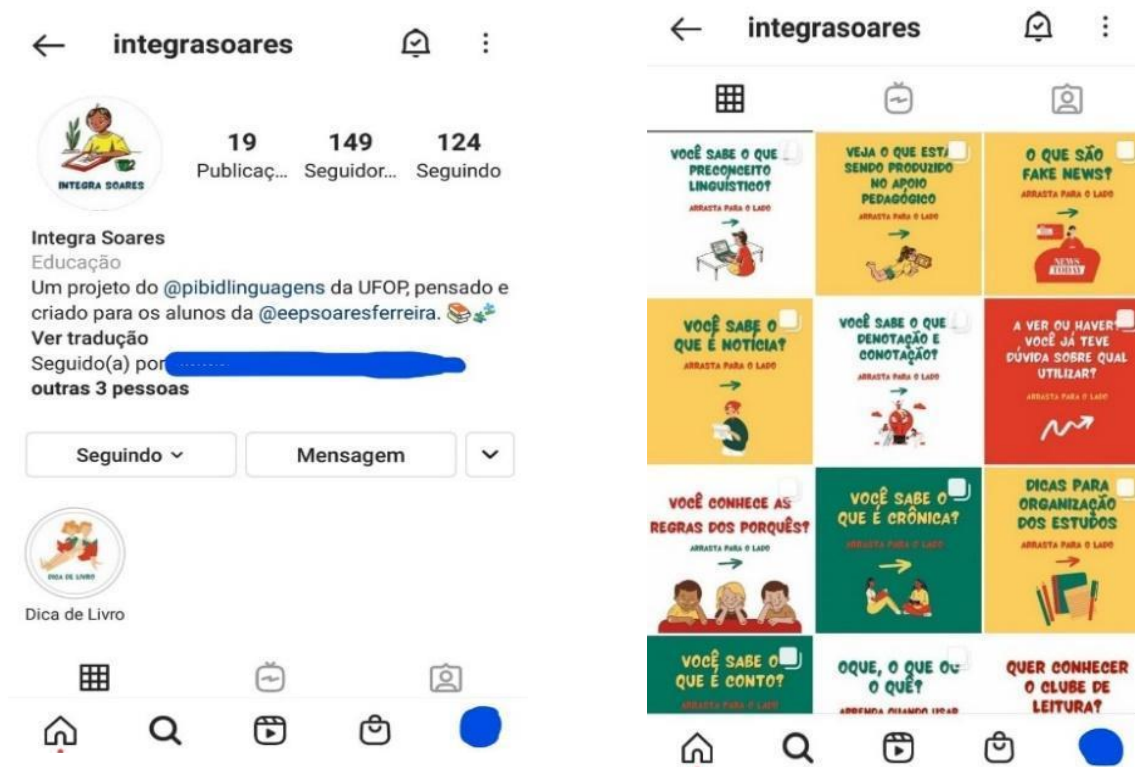 integrasoares
19 149 124
Publicaç... Seguidor... Seguindo
INTEGRA SOARES
Integra Soares
Educação
Um projeto do @pibidlinguagens da UFOP, pensado e
criado para os alunos da @eepsoaresferreira.
Ver tradução
Seguido(a) por
outras 3 pessoas
Seguindo Mensagem
DICA DE LIVRO
Dica de Livro
integrasoares
VOCÊ SABE O QUE
PRECONCEITO
LINGUÍSTICO?
ARRASTA PARA O LADO
VEJA O QUE ESTÁ
SENDO PRODUZIDO
NO APOIO
PEDAGÓGICO
ARRASTA PARA O LADO
O QUE SÃO
FAKE NEWS?
ARRASTA PARA O LADO
NEWS
TODAY
VOCÊ SABE O
QUE É NOTÍCIA?
ARRASTA PARA O LADO
VOCÊ SABE O QUE
DENOTAÇÃO E
CONOTAÇÃO?
ARRASTA PARA O LADO
A VER OU HAVER?
VOCÊ JÁ TEVE
DÚVIDA SOBRE QUAL
UTILIZAR?
ARRASTA PARA O LADO
VOCÊ CONHECE AS
REGRAS DOS PORQUÊS?
ARRASTA PARA O LADO
VOCÊ SABE O
QUE É CRÔNICA?
ARRASTA PARA O LADO
DICAS PARA
ORGANIZAÇÃO
DOS ESTUDOS
ARRASTA PARA O LADO
VOCÊ SABE O
QUE É CONTO?
ARRASTA PARA O LADO
OQUE, O QUE OU
O QUÊ?
APRENDA QUANDO USAR
QUER CONHECER
O CLUBE DE
LEITURA?